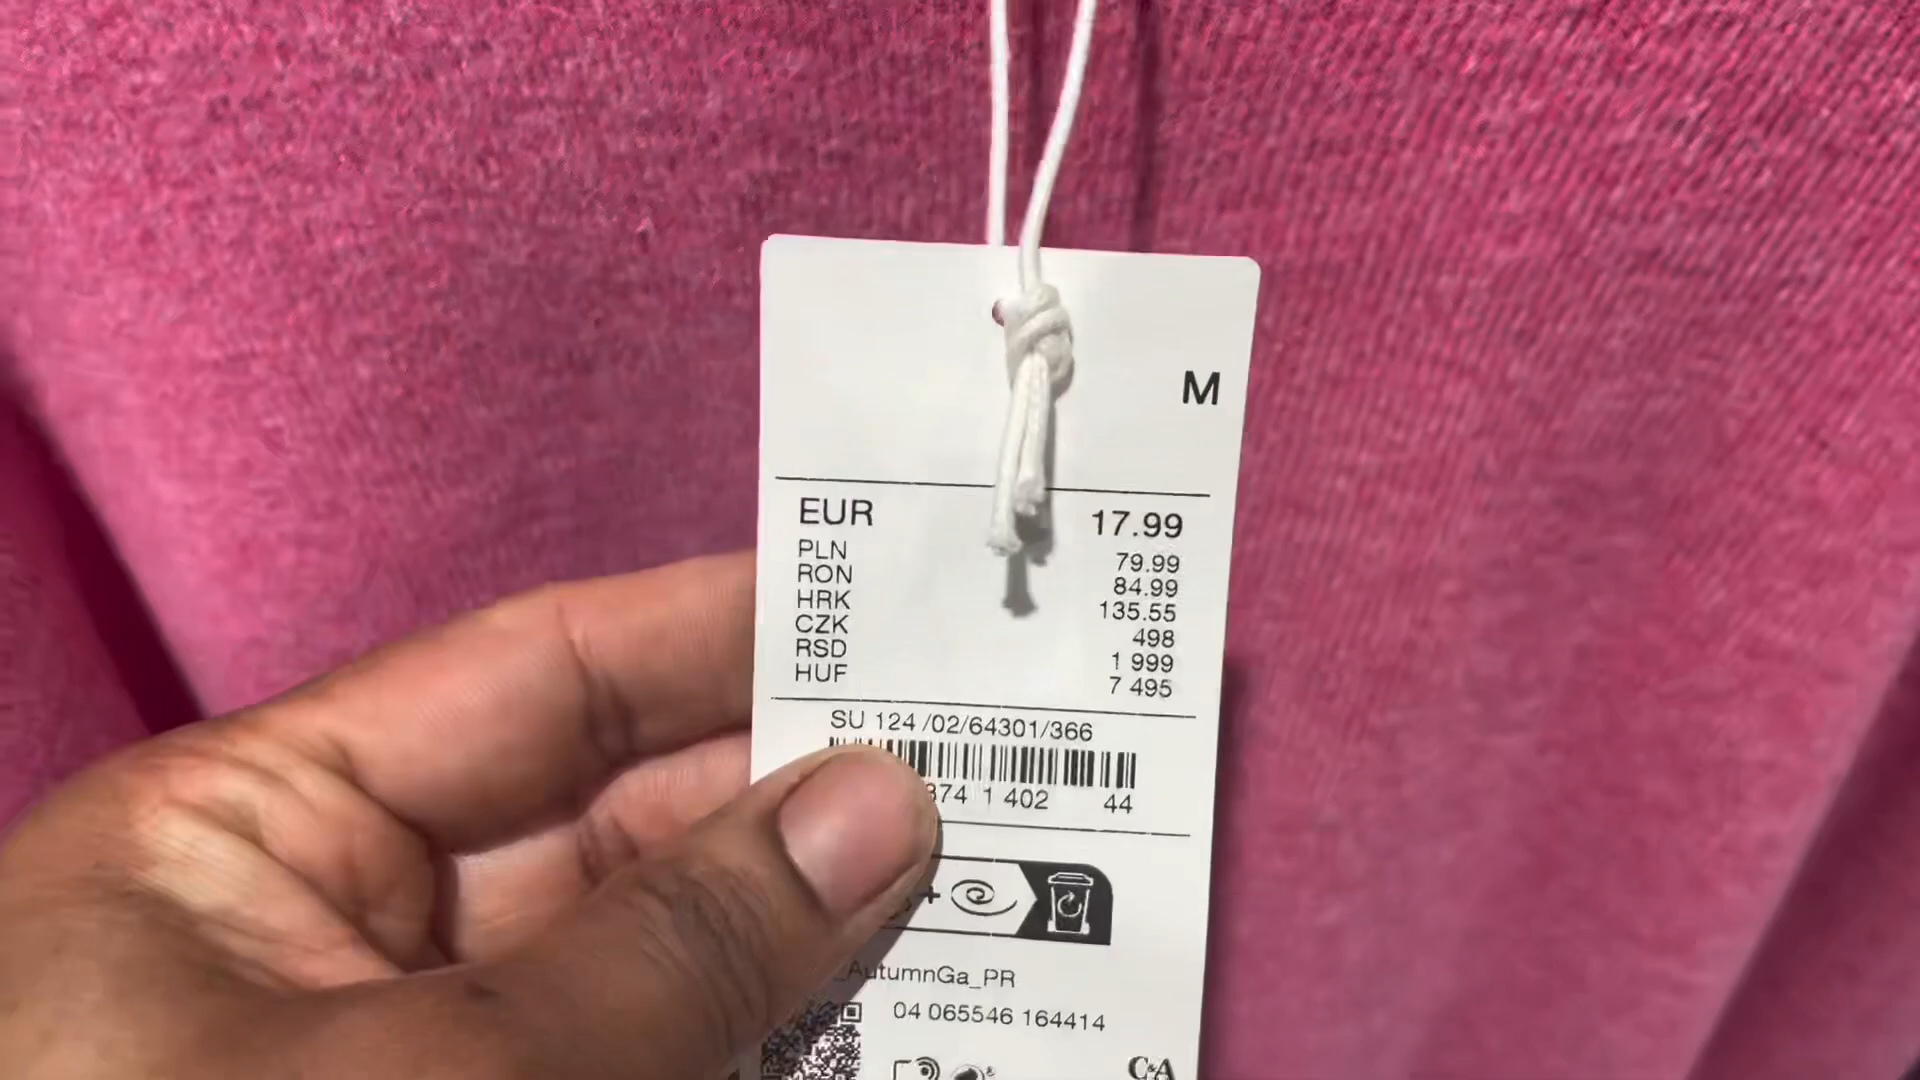 M
EUR 17.99
PLN 79.99
RON 84.99
HRK 135.55
CZK 498
RSD 1 999
HUF 7 495
SU 124 /02/64301/366
374 1 402 44
+
_AutumnGa_PR
04 065546 164414
C&A